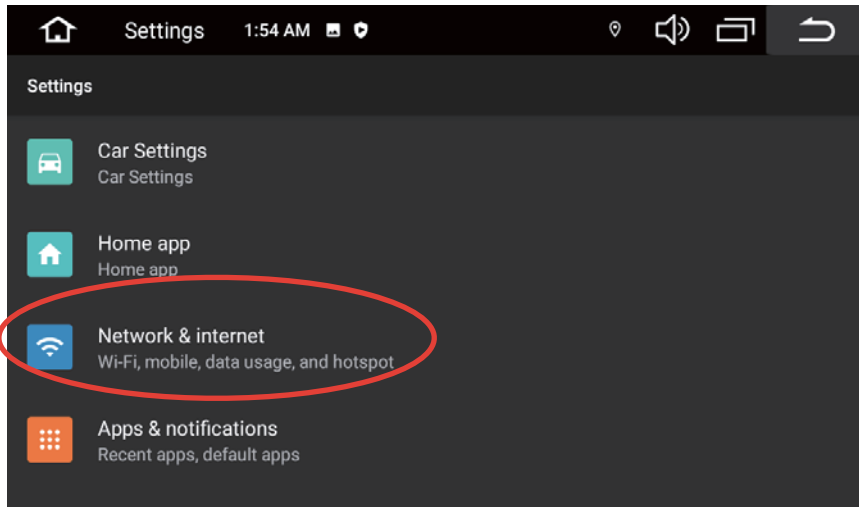 Settings 1:54 AM
Settings
Car Settings
Car Settings
Home app
Home app
Network & internet
Wi-Fi, mobile, data usage, and hotspot
Apps & notifications
Recent apps, default apps